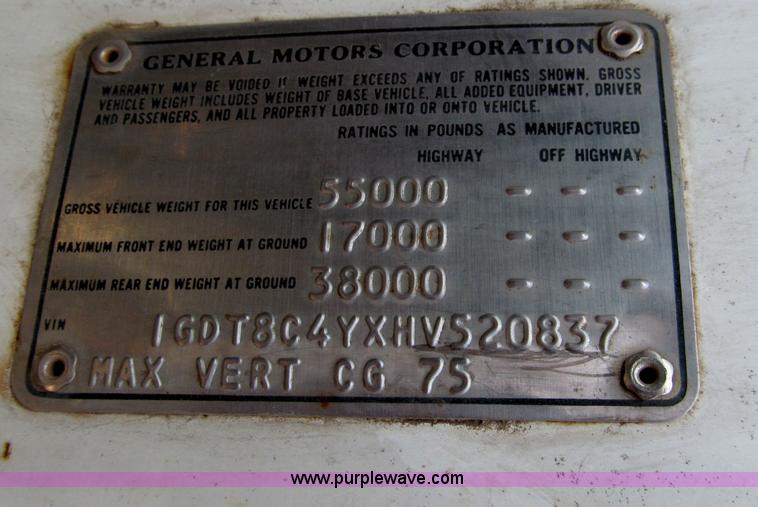 GENERAL MOTORS CORPORATION
WARRANTY MAY BE VOIDED IF WEIGHT EXCEEDS ANY OF RATINGS SHOWN. GROSS
VEHICLE WEIGHT INCLUDES WEIGHT OF BASE VEHICLE, ALL ADDED EQUIPMENT, DRIVER
AND PASSENGERS, AND ALL PROPERTY LOADED INTO OR ONTO VEHICLE.
RATINGS IN POUNDS AS MANUFACTURED
HIGHWAY OFF HIGHWAY
GROSS VEHICLE WEIGHT FOR THIS VEHICLE 55000 - - -
MAXIMUM FRONT END WEIGHT AT GROUND 17000 - - -
MAXIMUM REAR END WEIGHT AT GROUND 38000 - - -
VIN 1GDT8C4YXHV520837
MAX VERT CG 75
www.purplewave.com